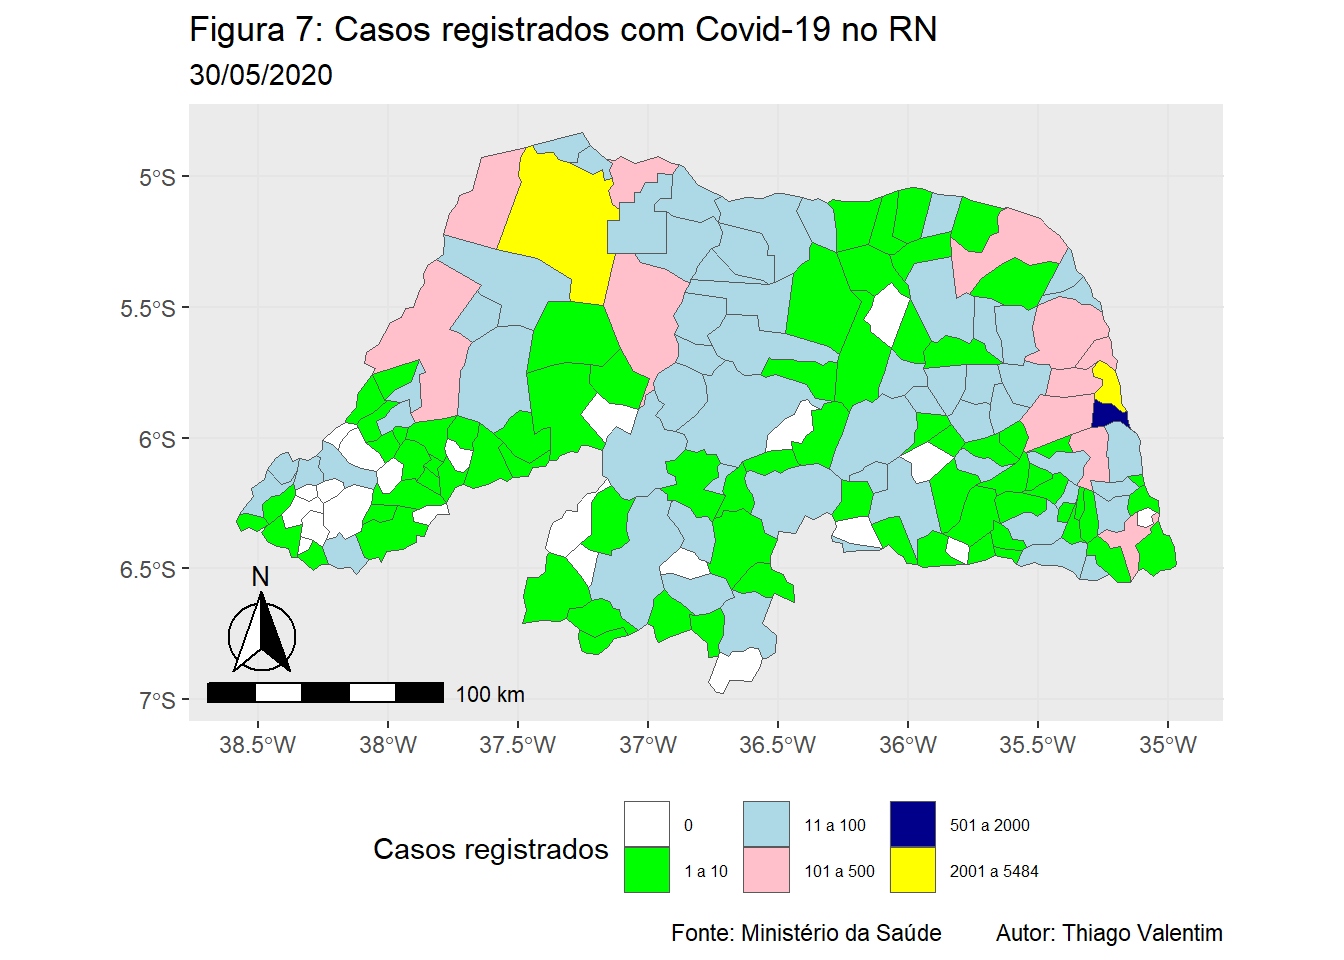 Figura 7: Casos registrados com Covid-19 no RN
30/05/2020
5°S
5.5°S
6°S
6.5°S
7°S
N
100 km
38.5°W 38°W 37.5°W 37°W 36.5°W 36°W 35.5°W 35°W
Casos registrados
0 11 a 100 501 a 2000
1 a 10 101 a 500 2001 a 5484
Fonte: Ministério da Saúde Autor: Thiago Valentim